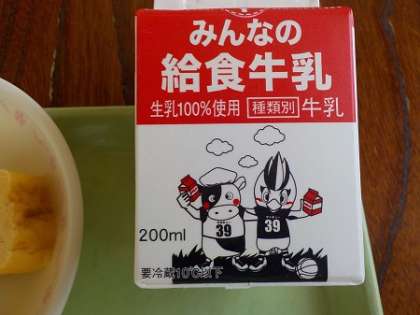 みんなの
給食牛乳
生乳100%使用 種類別 牛乳
39 39
200ml
要冷蔵10℃以下